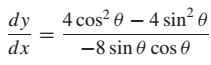 dy/dx = (4 cos² θ − 4 sin² θ)/(−8 sin θ cos θ)